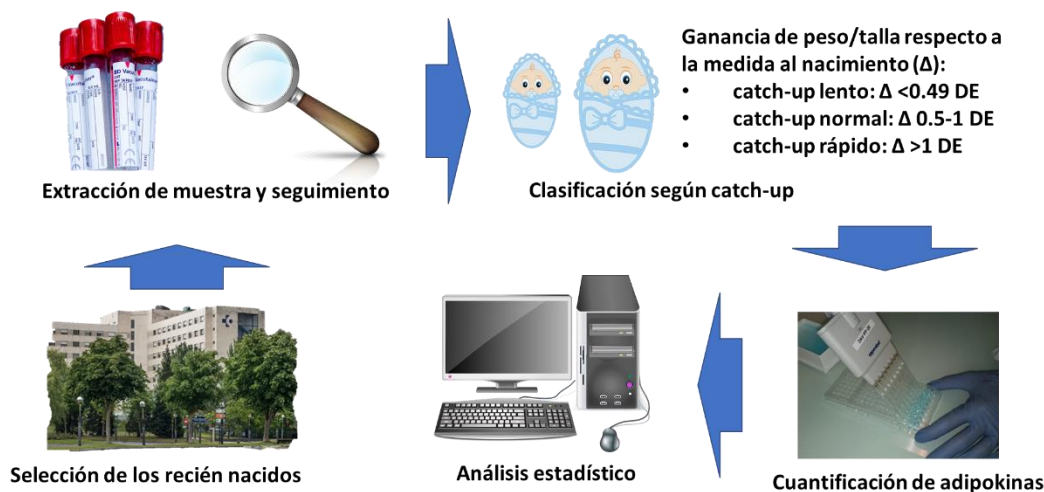 Ganancia de peso/talla respecto a
la medida al nacimiento (Δ):
• catch-up lento: Δ <0.49 DE
• catch-up normal: Δ 0.5-1 DE
• catch-up rápido: Δ >1 DE
Extracción de muestra y seguimiento
Clasificación según catch-up
Selección de los recién nacidos
Análisis estadístico
Cuantificación de adipokinas